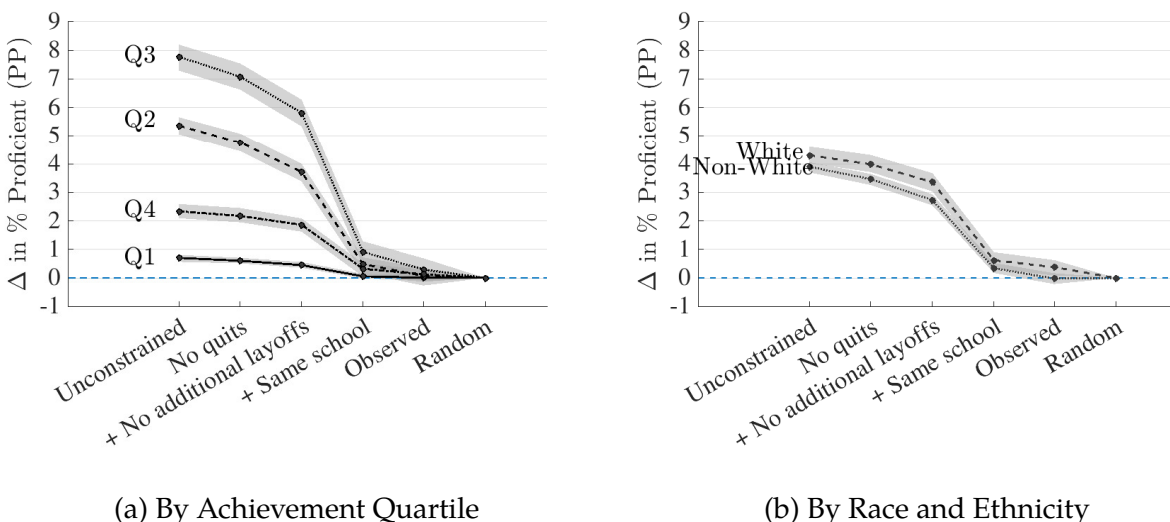 Δ in % Proficient (PP)
9
8
7
6
5
4
3
2
1
0
-1
Q3
Q2
Q4
Q1
Unconstrained
No quits
+ No additional layoffs
+ Same school
Observed
Random
(a) By Achievement Quartile
Δ in % Proficient (PP)
9
8
7
6
5
4
3
2
1
0
-1
White
Non-White
Unconstrained
No quits
+ No additional layoffs
+ Same school
Observed
Random
(b) By Race and Ethnicity